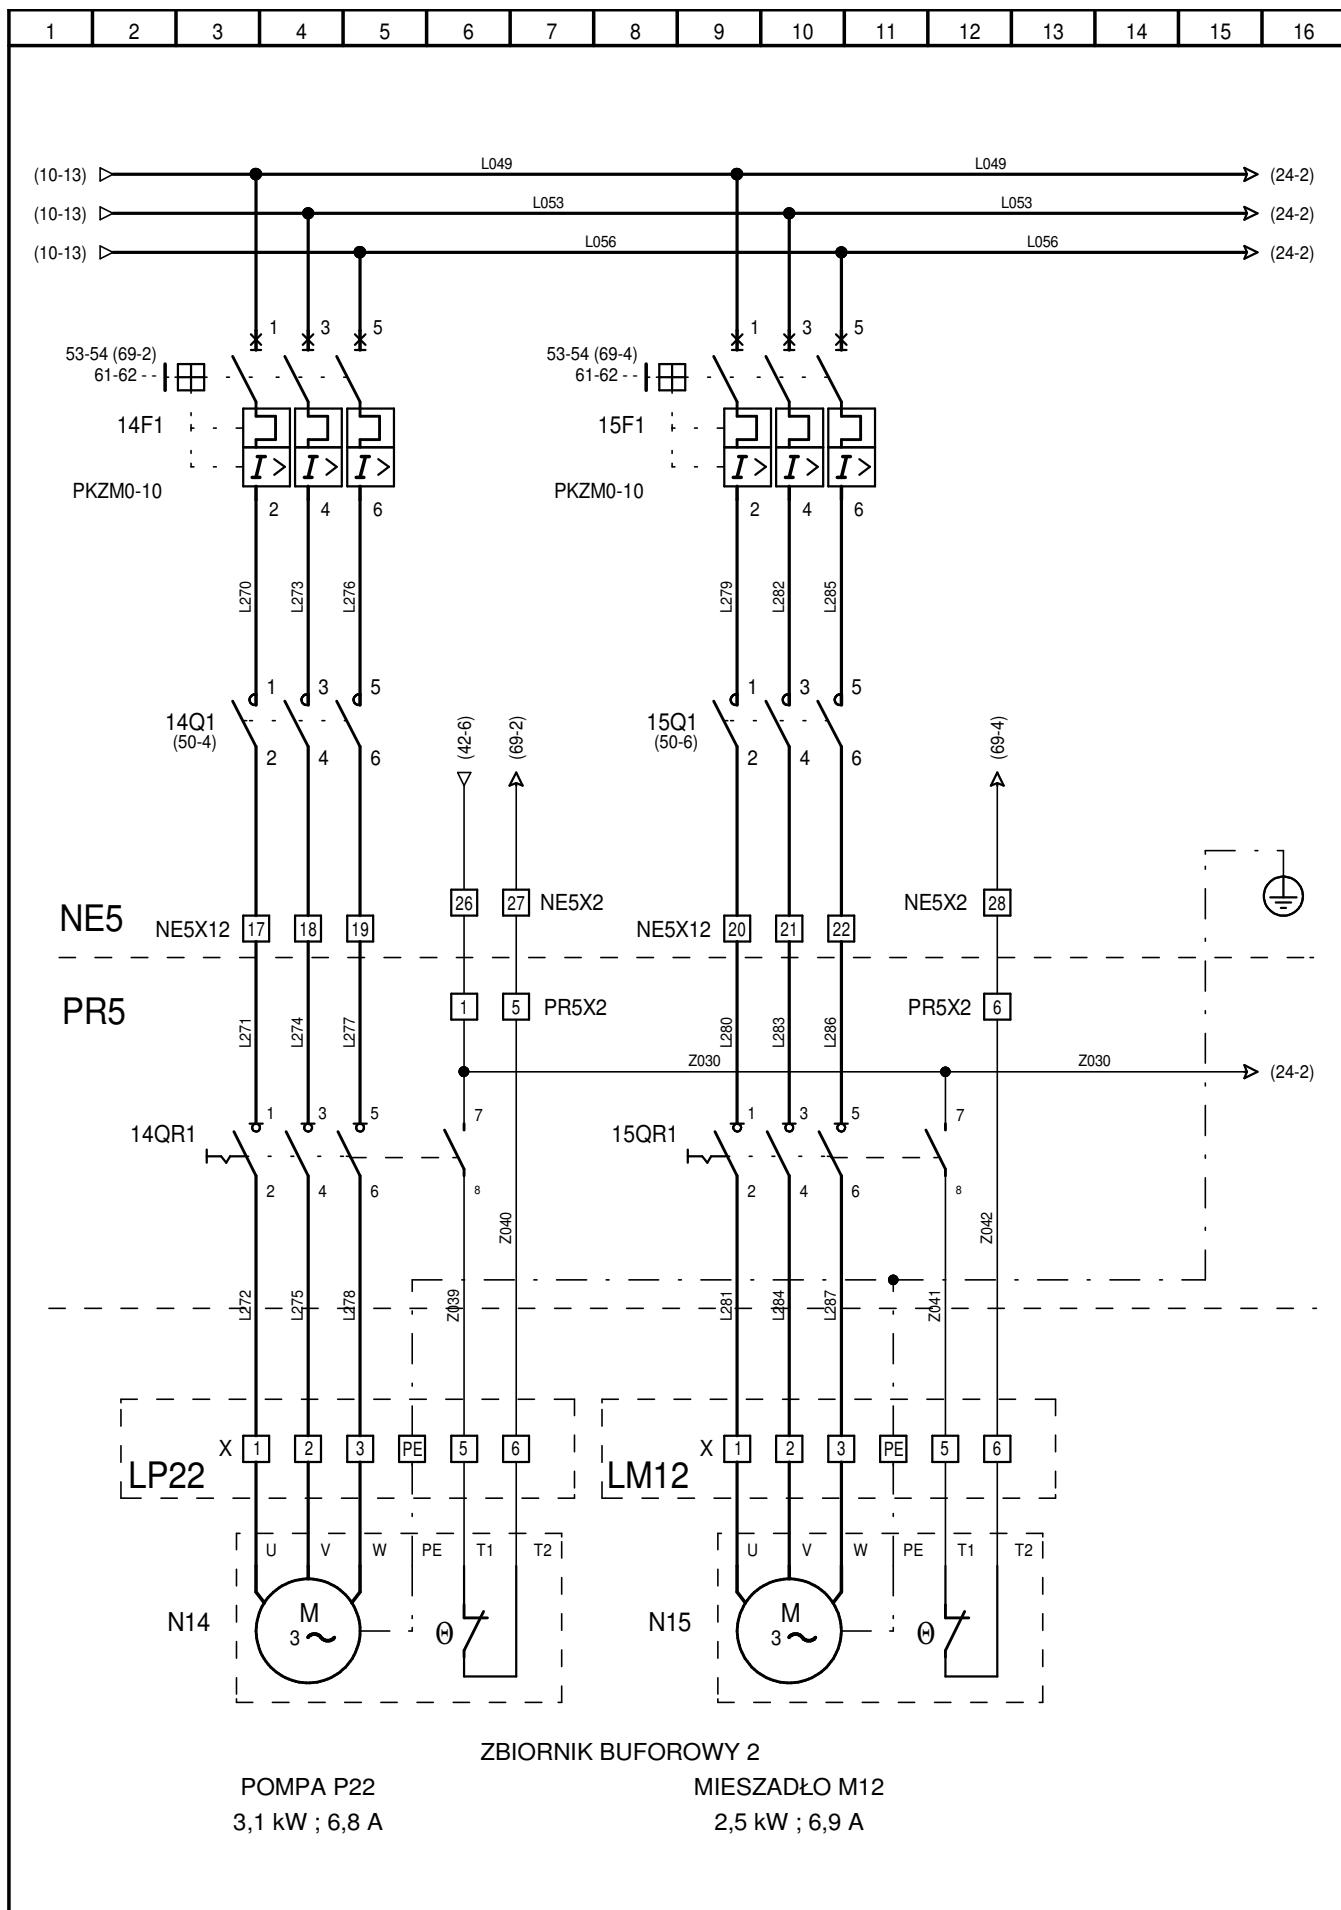 1 2 3 4 5 6 7 8 9 10 11 12 13 14 15 16
(10-13) L049 L049 (24-2)
(10-13) L053 L053 (24-2)
(10-13) L056 L056 (24-2)
1 3 5 1 3 5
53-54 (69-2) 53-54 (69-4)
61-62 61-62
14F1 15F1
I > I > I > I > I > I >
PKZM0-10 PKZM0-10
2 4 6 2 4 6
L270 L273 L276 L279 L282 L285
1 3 5 1 3 5
14Q1 (42-6) (69-2) 15Q1 (69-4)
(50-4) (50-6)
2 4 6 2 4 6
26 27 NE5X2 NE5X2 28
NE5 NE5X12 17 18 19 NE5X12 20 21 22
PR5 1 5 PR5X2 PR5X2 6
L271 L274 L277 L280 L283 L286
Z030 Z030 (24-2)
1 3 5 7 1 3 5 7
14QR1 15QR1
2 4 6 8 2 4 6 8
Z040 Z042
L272 L275 L278 Z039 L281 L284 L287 Z041
X 1 2 3 PE 5 6 X 1 2 3 PE 5 6
LP22 LM12
U V W PE T1 T2 U V W PE T1 T2
N14 M 3 ~ Θ N15 M 3 ~ Θ
ZBIORNIK BUFOROWY 2
POMPA P22 MIESZADŁO M12
3,1 kW ; 6,8 A 2,5 kW ; 6,9 A